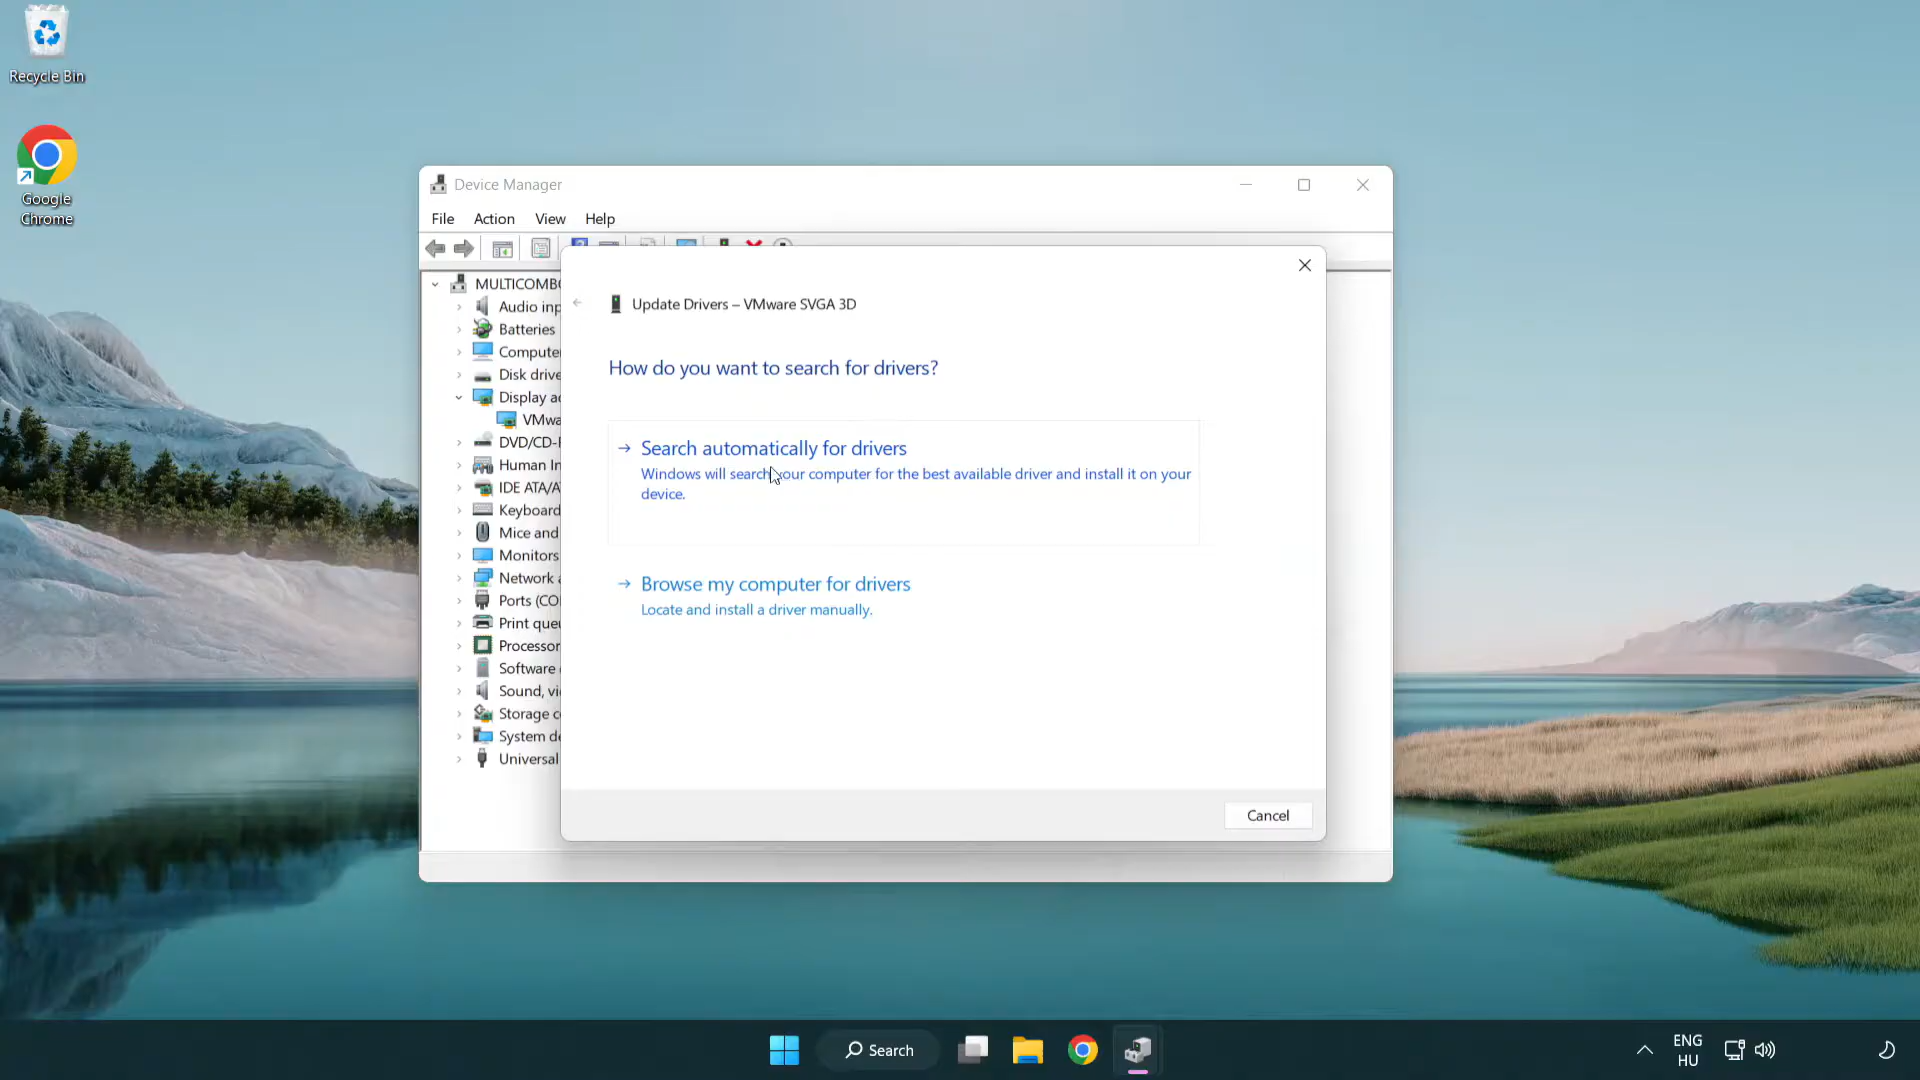 Recycle Bin
Google
Chrome
Device Manager
File Action View Help
MULTICOMB
Audio inp
Batteries
Compute
Disk drive
Display a
VMwa
DVD/CD-
Human In
IDE ATA/A
Keyboard
Mice and
Monitors
Network a
Ports (CO
Print que
Processor
Software
Sound, vi
Storage c
System de
Universal
Update Drivers – VMware SVGA 3D
How do you want to search for drivers?
Search automatically for drivers
Windows will search your computer for the best available driver and install it on your
device.
Browse my computer for drivers
Locate and install a driver manually.
Cancel
Search
ENG
HU